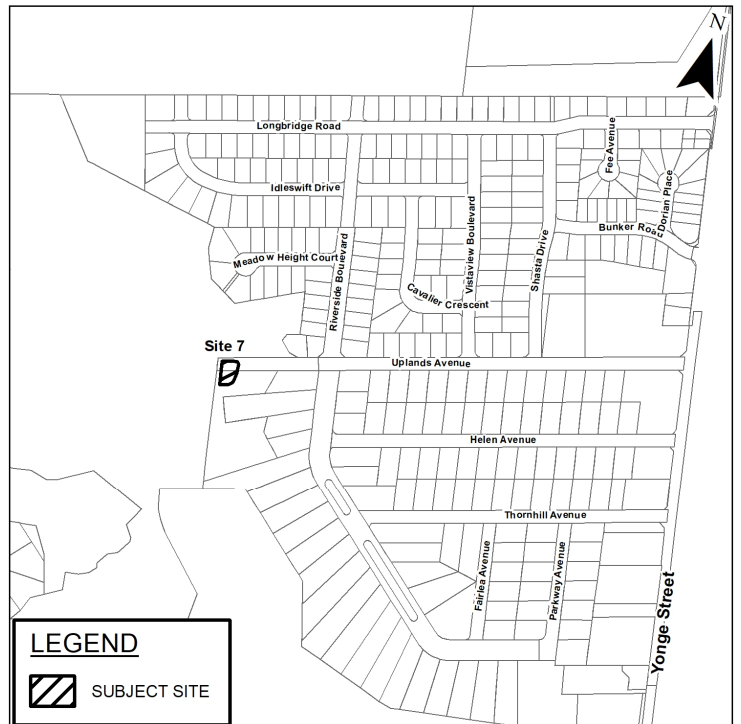 N
Longbridge Road
Fee Avenue
Idleswift Drive
Dorian Place
Vistaview Boulevard
Bunker Road
Shasta Drive
Meadow Height Court
Riverside Boulevard
Cavalier Crescent
Site 7
Uplands Avenue
Helen Avenue
Thornhill Avenue
Fairlea Avenue
Parkway Avenue
Yonge Street
LEGEND
SUBJECT SITE